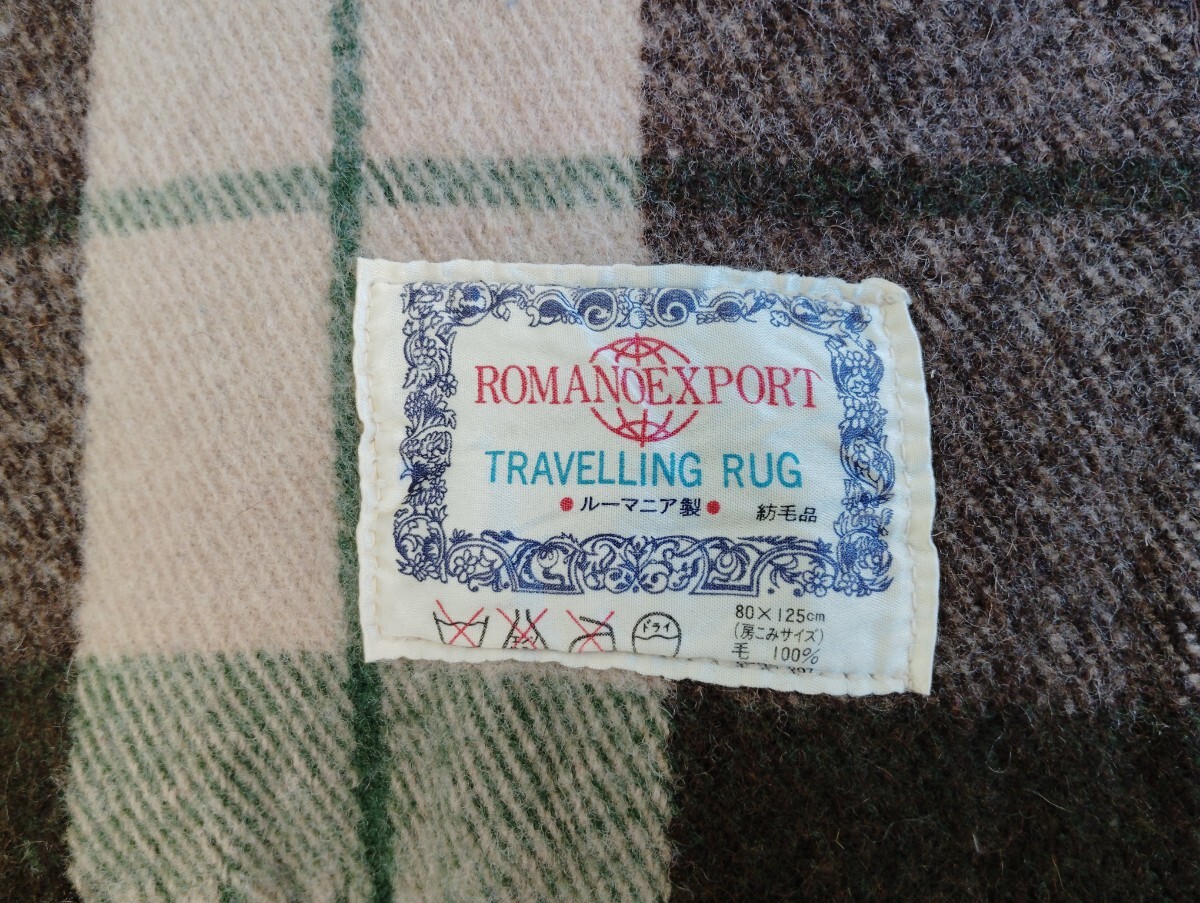 ROMANOEXPORT
TRAVELLING RUG
● ルーマニア製 ● 紡毛品
ドライ
80×125cm
(房こみサイズ)
毛 100%